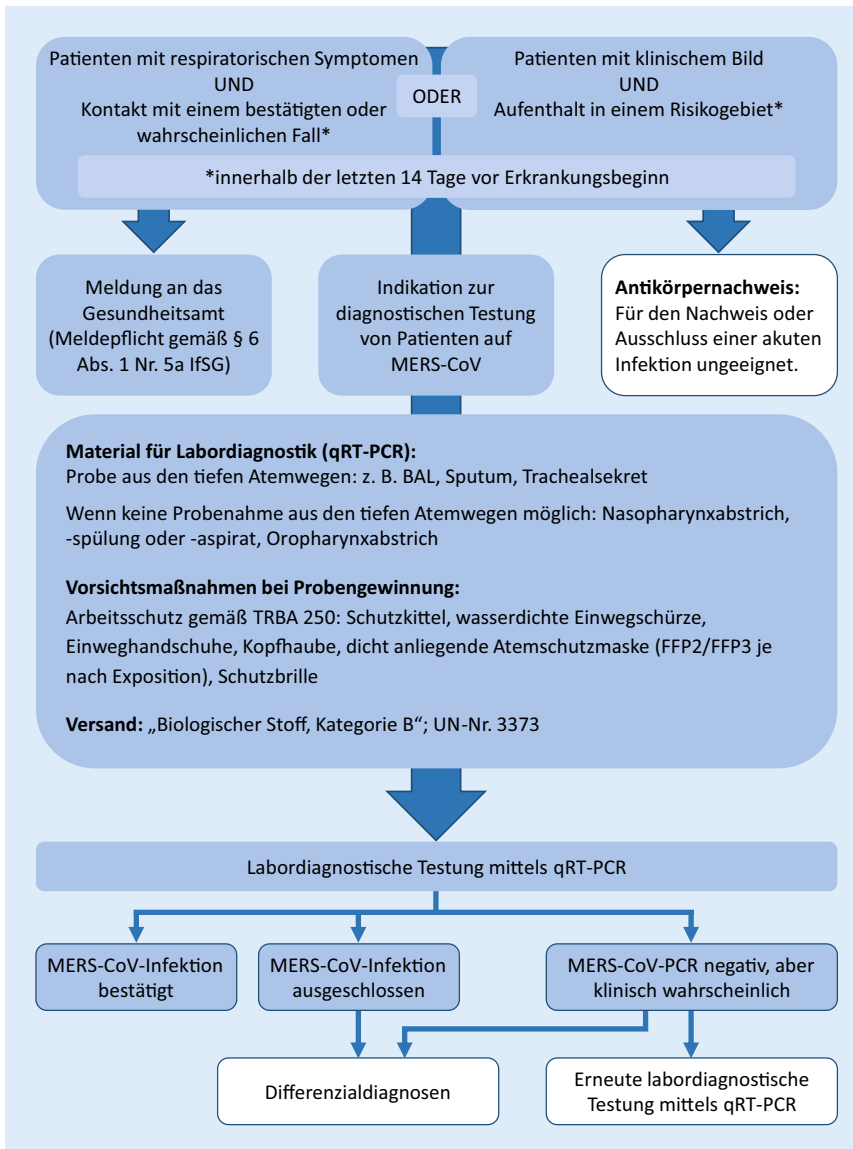 Patienten mit respiratorischen Symptomen
UND
Kontakt mit einem bestätigten oder
wahrscheinlichen Fall*
ODER
Patienten mit klinischem Bild
UND
Aufenthalt in einem Risikogebiet*
*innerhalb der letzten 14 Tage vor Erkrankungsbeginn
Meldung an das
Gesundheitsamt
(Meldepflicht gemäß § 6
Abs. 1 Nr. 5a IfSG)
Indikation zur
diagnostischen Testung
von Patienten auf
MERS-CoV
Antikörpernachweis:
Für den Nachweis oder
Ausschluss einer akuten
Infektion ungeeignet.
Material für Labordiagnostik (qRT-PCR):
Probe aus den tiefen Atemwegen: z. B. BAL, Sputum, Trachealsekret
Wenn keine Probenahme aus den tiefen Atemwegen möglich: Nasopharynxabstrich,
-spülung oder -aspirat, Oropharynxabstrich
Vorsichtsmaßnahmen bei Probengewinnung:
Arbeitsschutz gemäß TRBA 250: Schutzkittel, wasserdichte Einwegschürze,
Einweghandschuhe, Kopfhaube, dicht anliegende Atemschutzmaske (FFP2/FFP3 je
nach Exposition), Schutzbrille
Versand: „Biologischer Stoff, Kategorie B“; UN-Nr. 3373
Labordiagnostische Testung mittels qRT-PCR
MERS-CoV-Infektion
bestätigt
MERS-CoV-Infektion
ausgeschlossen
MERS-CoV-PCR negativ, aber
klinisch wahrscheinlich
Differenzialdiagnosen
Erneute labordiagnostische
Testung mittels qRT-PCR